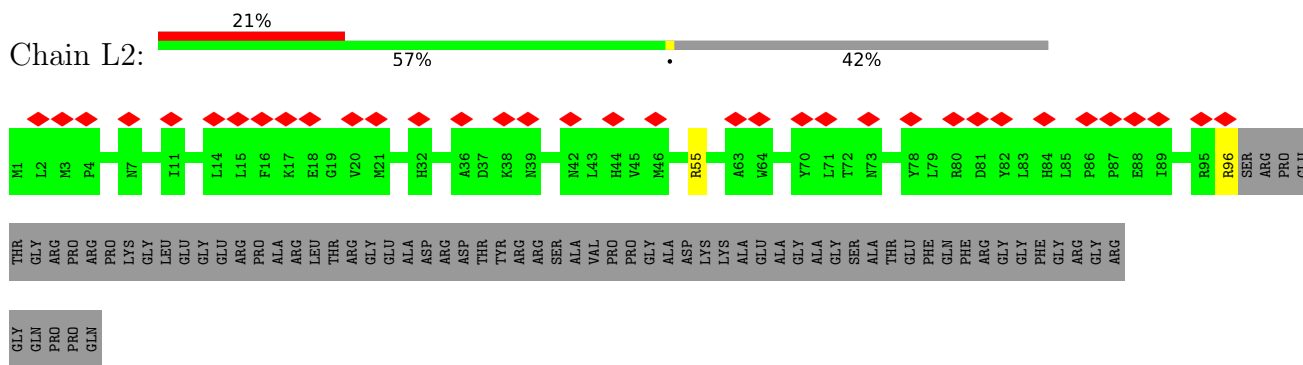 21%
Chain L2:
57% • 42%
M1 L2 M3 P4 N7 I11 L14 L15 F16 K17 E18 G19 V20 M21 H32 A36 D37 K38 N39 N42 L43 H44 V45 M46 R55 A63 W64 Y70 L71 T72 N73 Y78 L79 R80 D81 Y82 L83 H84 L85 P86 P87 E88 I89 R95 R96 SER ARG PRO GLU
THR GLY ARG PRO ARG PRO LYS GLY LEU GLU GLY GLU ARG PRO ALA ARG LEU THR ARG GLY GLU ALA ASP ARG ASP THR TYR ARG ARG SER ALA VAL PRO PRO GLY ALA ASP LYS LYS ALA GLU ALA GLY ALA GLY SER ALA THR GLU PHE GLN PHE ARG GLY GLY PHE GLY ARG GLY ARG
GLY GLN PRO PRO GLN